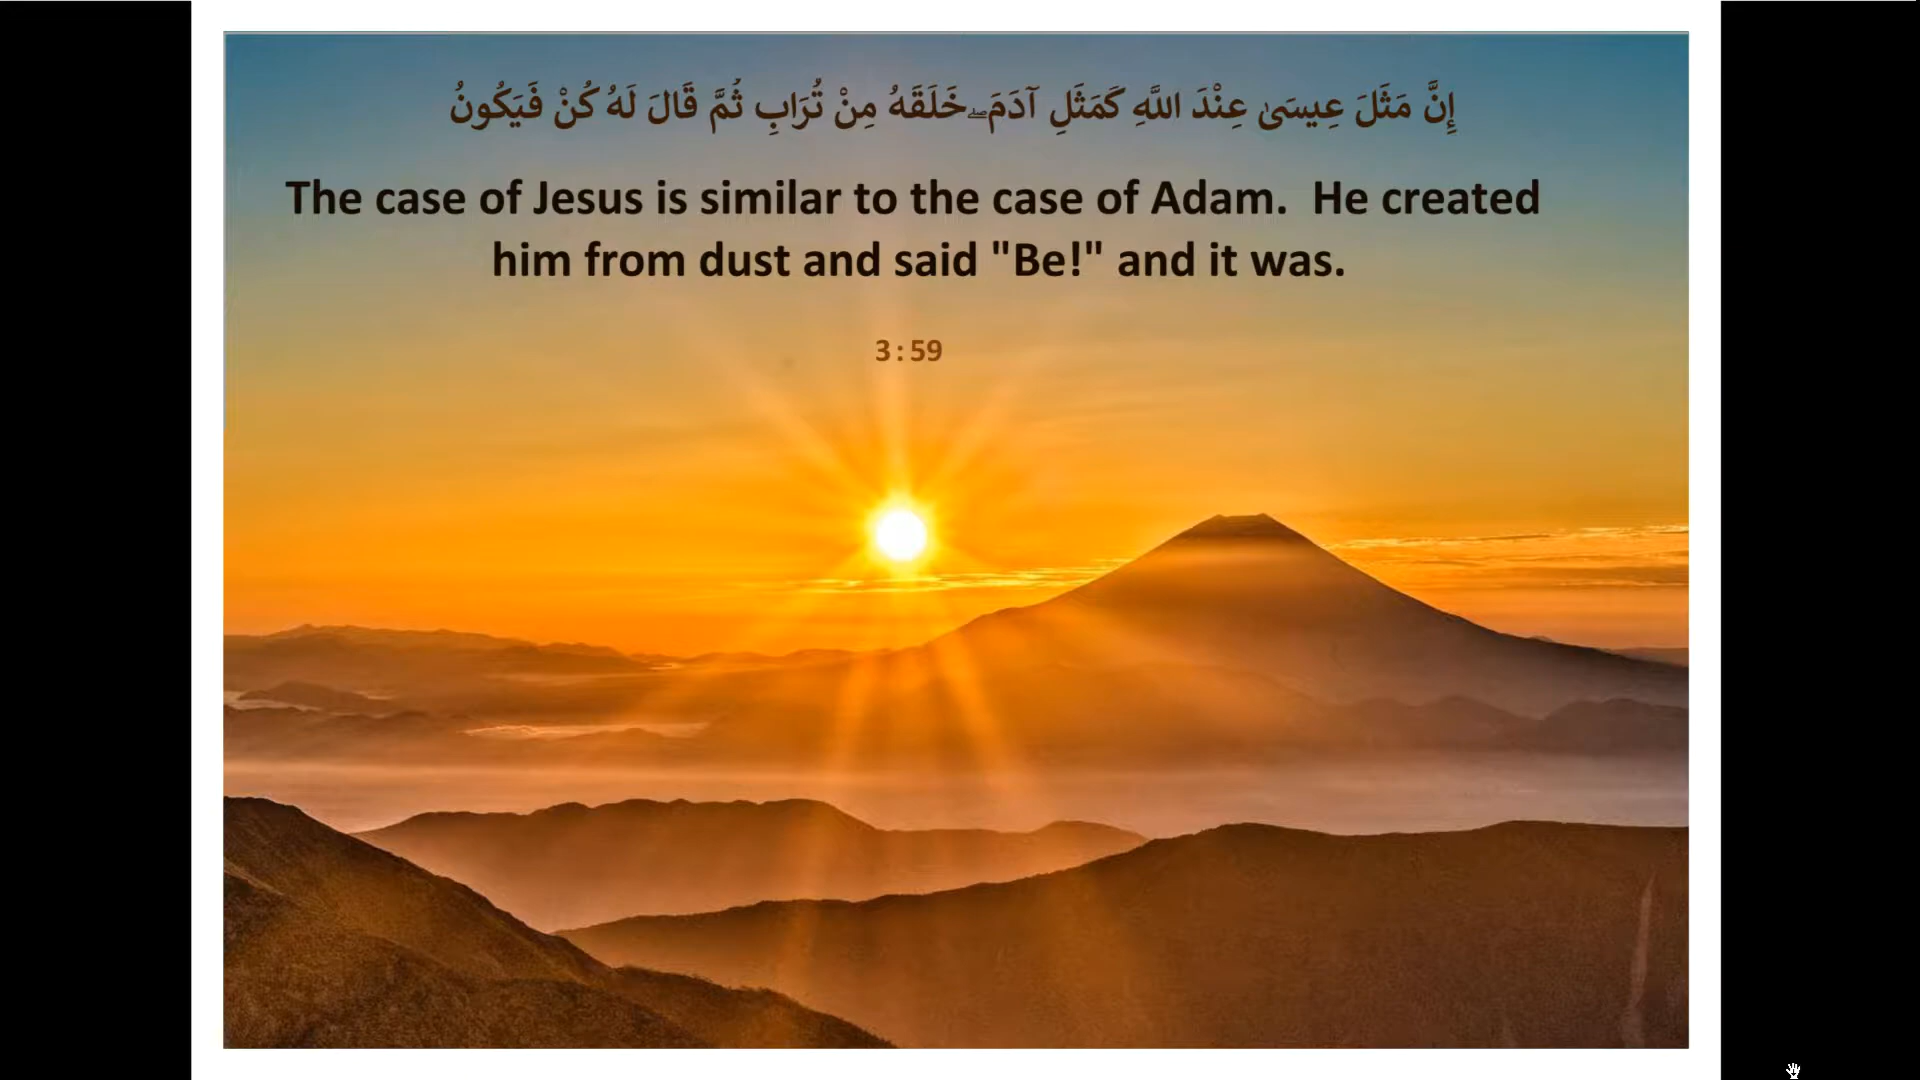 إِنَّ مَثَلَ عِيسَىٰ عِنْدَ اللَّهِ كَمَثَلِ آدَمَ ۖ خَلَقَهُ مِنْ تُرَابٍ ثُمَّ قَالَ لَهُ كُنْ فَيَكُونُ
The case of Jesus is similar to the case of Adam.  He created
him from dust and said "Be!" and it was.
3:59